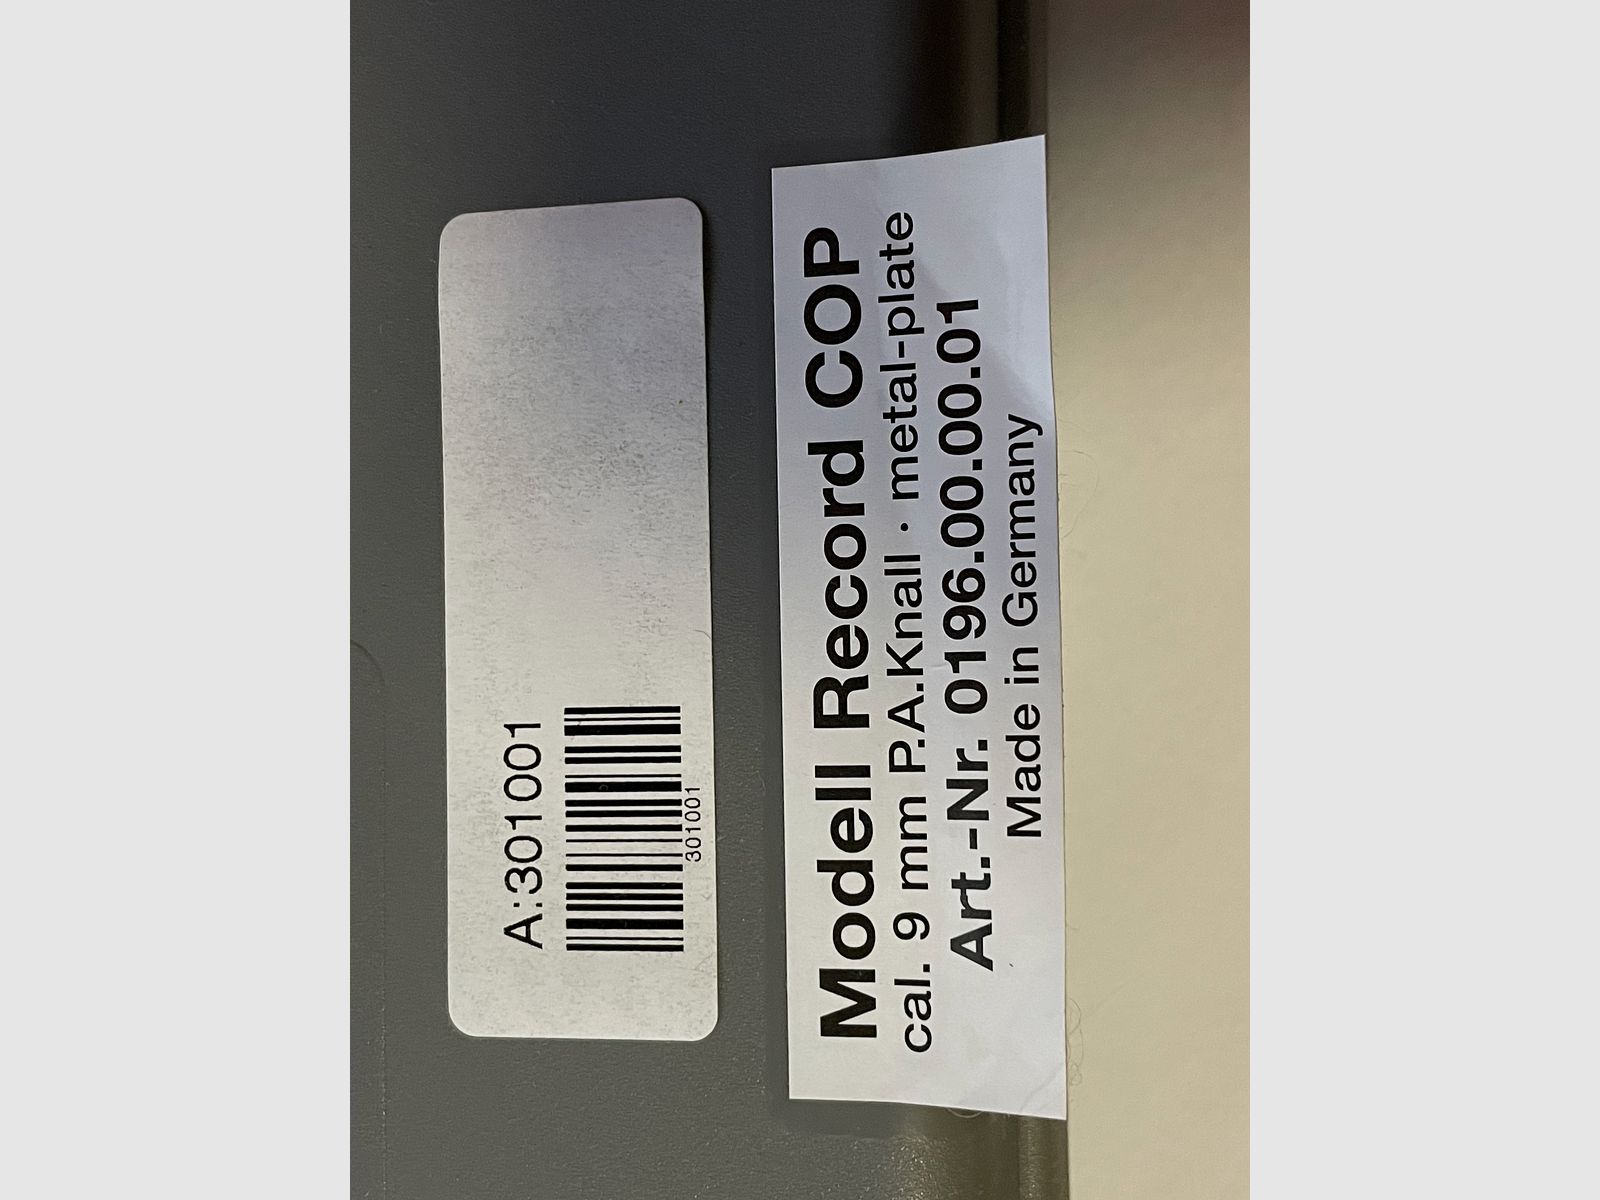 A:301001
301001
Modell Record COP
cal. 9 mm P.A.Knall · metal-plate
Art.-Nr. 0196.00.00.01
Made in Germany